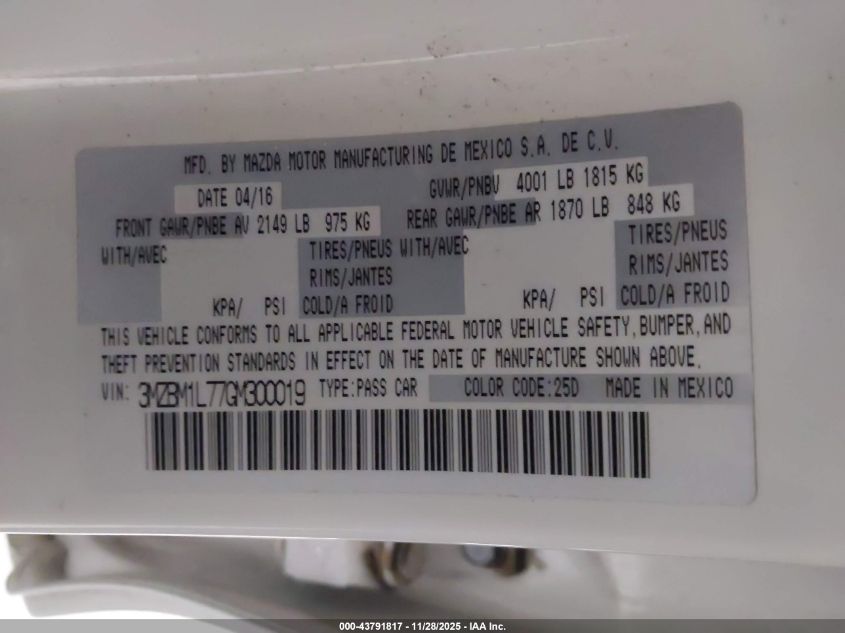 MFD. BY MAZDA MOTOR MANUFACTURING DE MEXICO S.A. DE C.V.
DATE 04/16 GVWR/PNBV 4001 LB 1815 KG
FRONT GAWR/PNBE AV 2149 LB 975 KG REAR GAWR/PNBE AR 1870 LB 848 KG
WITH/AVEC TIRES/PNEUS WITH/AVEC TIRES/PNEUS
RIMS/JANTES RIMS/JANTES
KPA/ PSI COLD/A FROID KPA/ PSI COLD/A FROID
THIS VEHICLE CONFORMS TO ALL APPLICABLE FEDERAL MOTOR VEHICLE SAFETY, BUMPER, AND
THEFT PREVENTION STANDARDS IN EFFECT ON THE DATE OF MANUFACTURE SHOWN ABOVE.
VIN: 3MZBM1L77GM300019 TYPE:PASS CAR COLOR CODE:25D MADE IN MEXICO
000-43791817 - 11/28/2025 - IAA Inc.